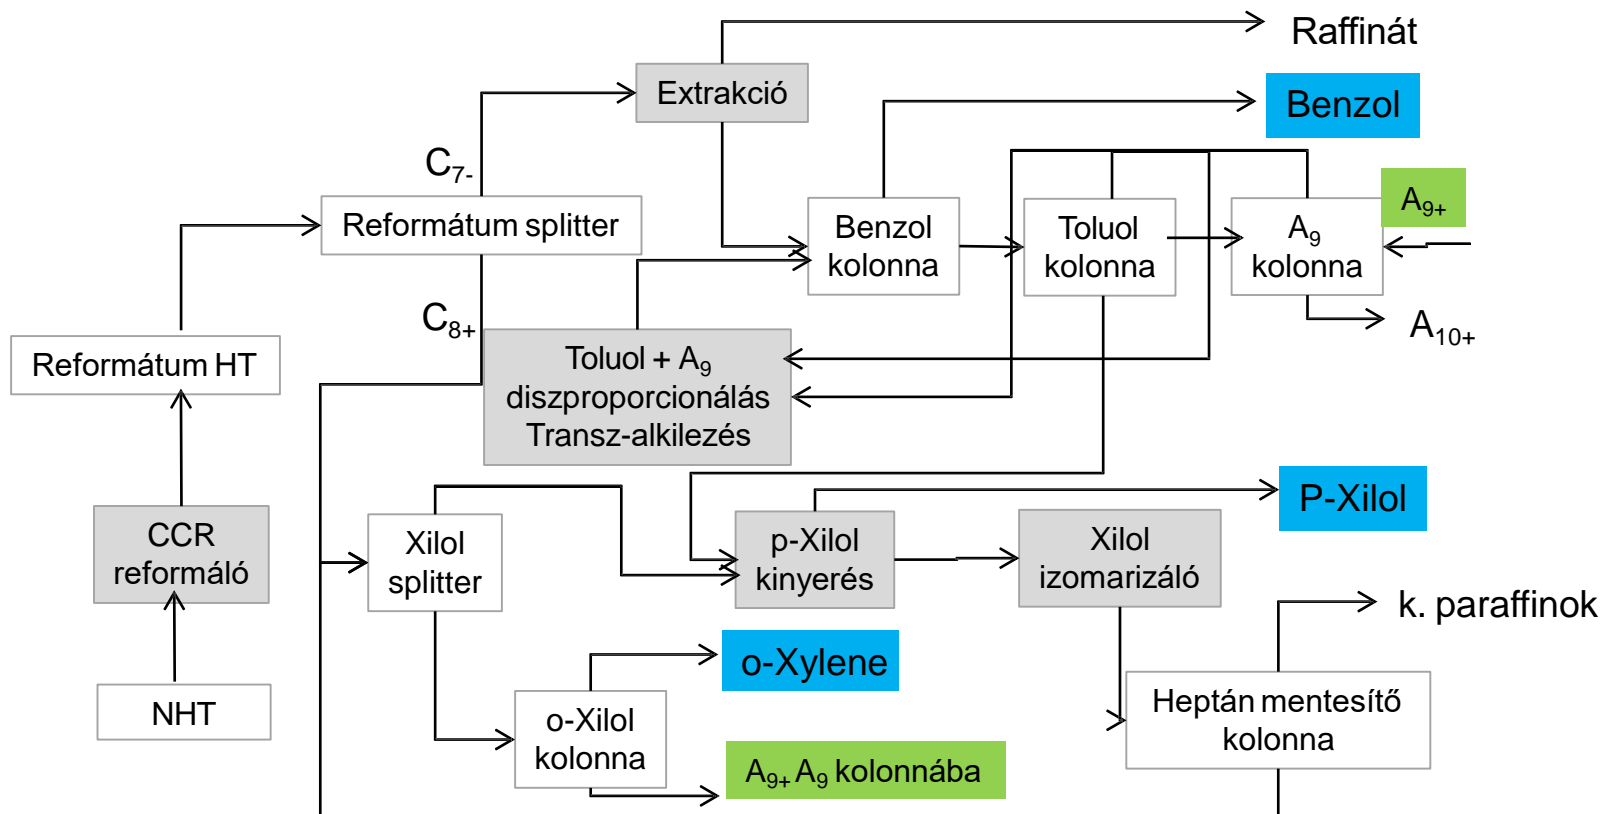 Raffinát
Extrakció
Benzol
C7-
A9+
Reformátum splitter
Benzol
kolonna
Toluol
kolonna
A9
kolonna
C8+
A10+
Reformátum HT
Toluol + A9
diszproporcionálás
Transz-alkilezés
P-Xilol
CCR
reformáló
Xilol
splitter
p-Xilol
kinyerés
Xilol
izomarizáló
k. paraffinok
o-Xylene
NHT
o-Xilol
kolonna
Heptán mentesítő
kolonna
A9+ A9 kolonnába